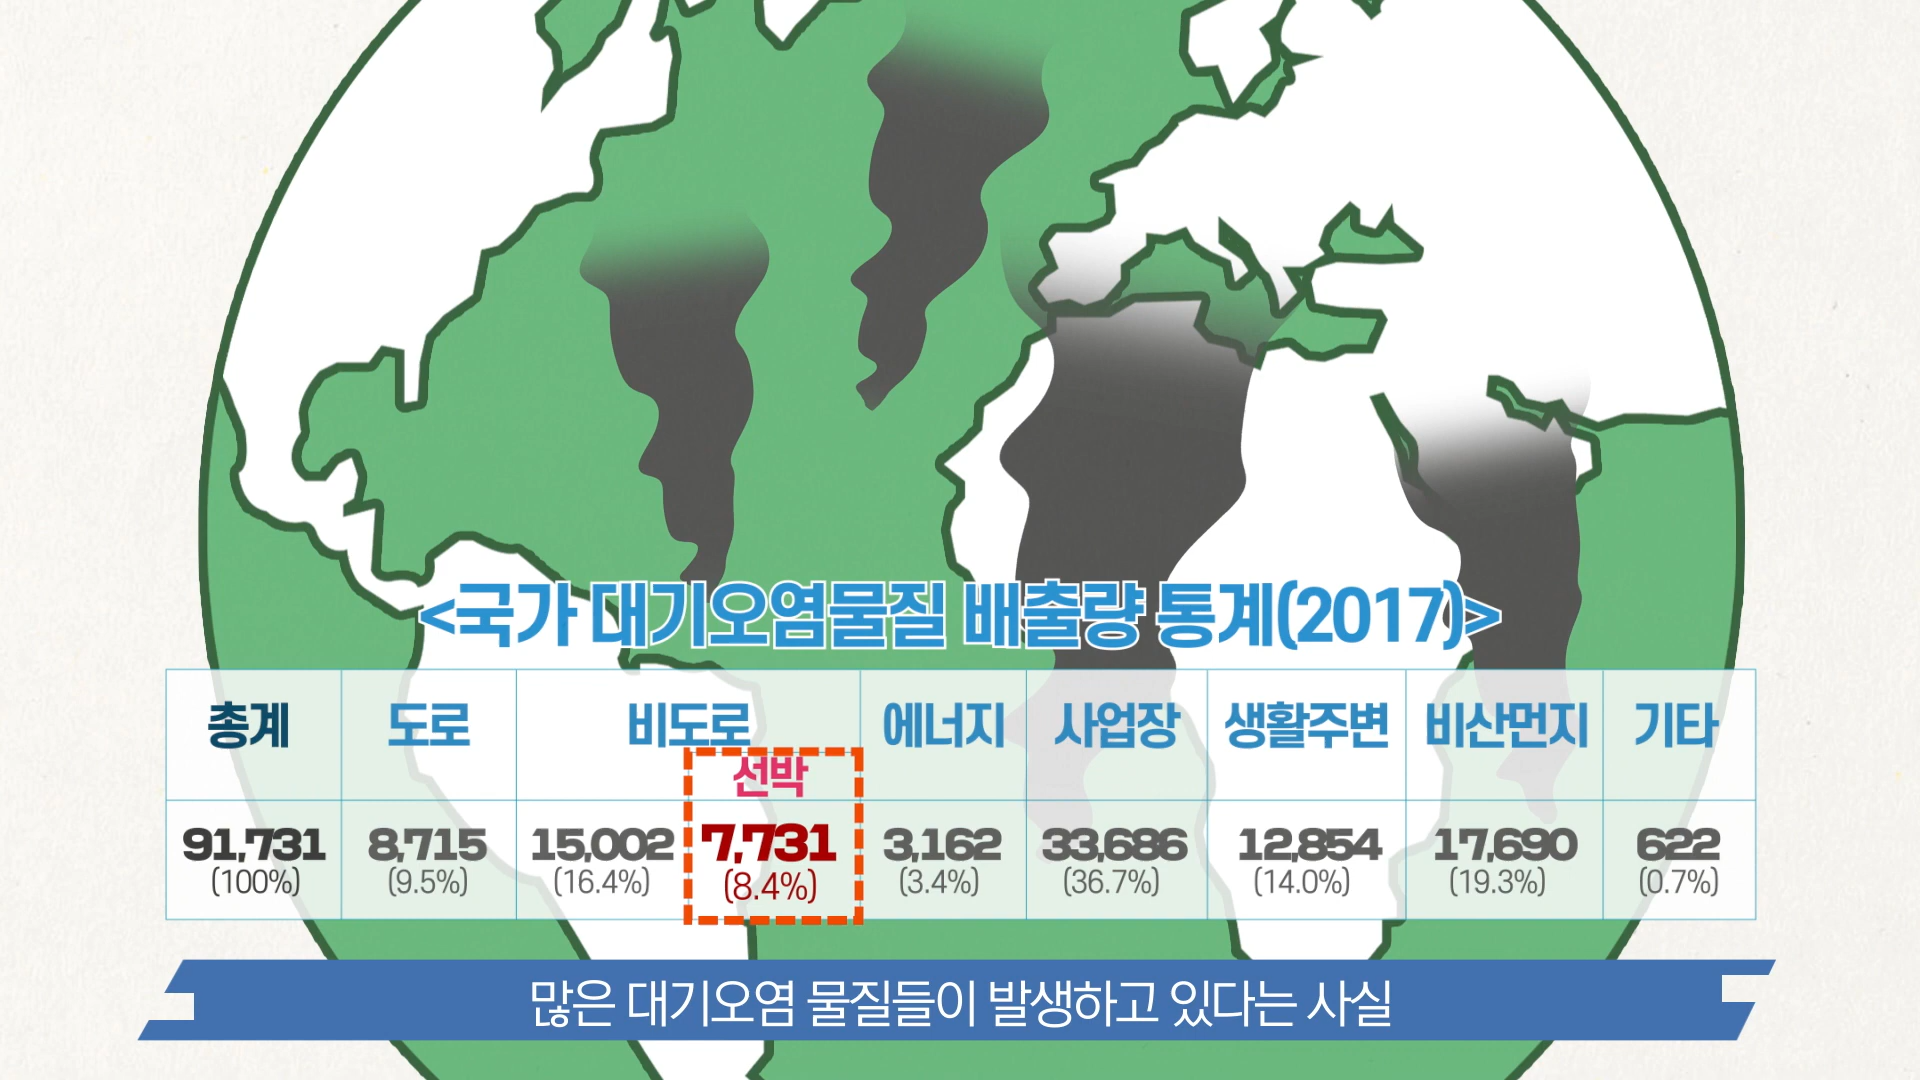 <국가 대기오염물질 배출량 통계(2017)>
총계 도로 비도로 에너지 사업장 생활주변 비산먼지 기타
선박
91,731 8,715 15,002 7,731 3,162 33,686 12,854 17,690 622
(100%) (9.5%) (16.4%) (8.4%) (3.4%) (36.7%) (14.0%) (19.3%) (0.7%)
많은 대기오염 물질들이 발생하고 있다는 사실